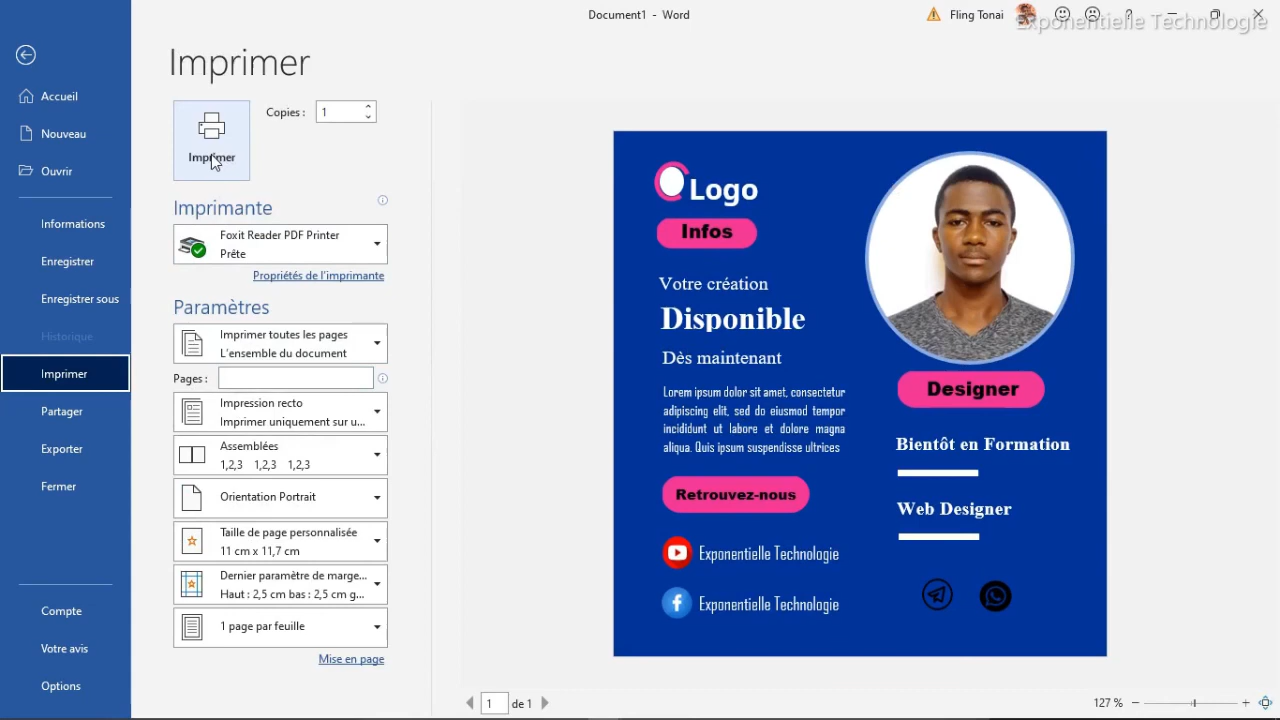 Document1 - Word
Fling Tonai
?
Exponentielle Technologie
Imprimer
Accueil
Nouveau
Ouvrir
Informations
Enregistrer
Enregistrer sous
Historique
Imprimer
Partager
Exporter
Fermer
Compte
Votre avis
Options
Imprimer
Copies :
1
Imprimante
Foxit Reader PDF Printer
Prête
Propriétés de l'imprimante
Paramètres
Imprimer toutes les pages
L'ensemble du document
Pages :
Impression recto
Imprimer uniquement sur u...
Assemblées
1,2,3 1,2,3 1,2,3
Orientation Portrait
Taille de page personnalisée
11 cm x 11,7 cm
Dernier paramètre de marge...
Haut : 2,5 cm bas : 2,5 cm g...
1 page par feuille
Mise en page
Logo
Infos
Votre création
Disponible
Dès maintenant
Lorem ipsum dolor sit amet, consectetur
adipiscing elit, sed do eiusmod tempor
incididunt ut labore et dolore magna
aliqua. Quis ipsum suspendisse ultrices
Retrouvez-nous
Exponentielle Technologie
Exponentielle Technologie
Designer
Bientôt en Formation
Web Designer
1 de 1
127 %